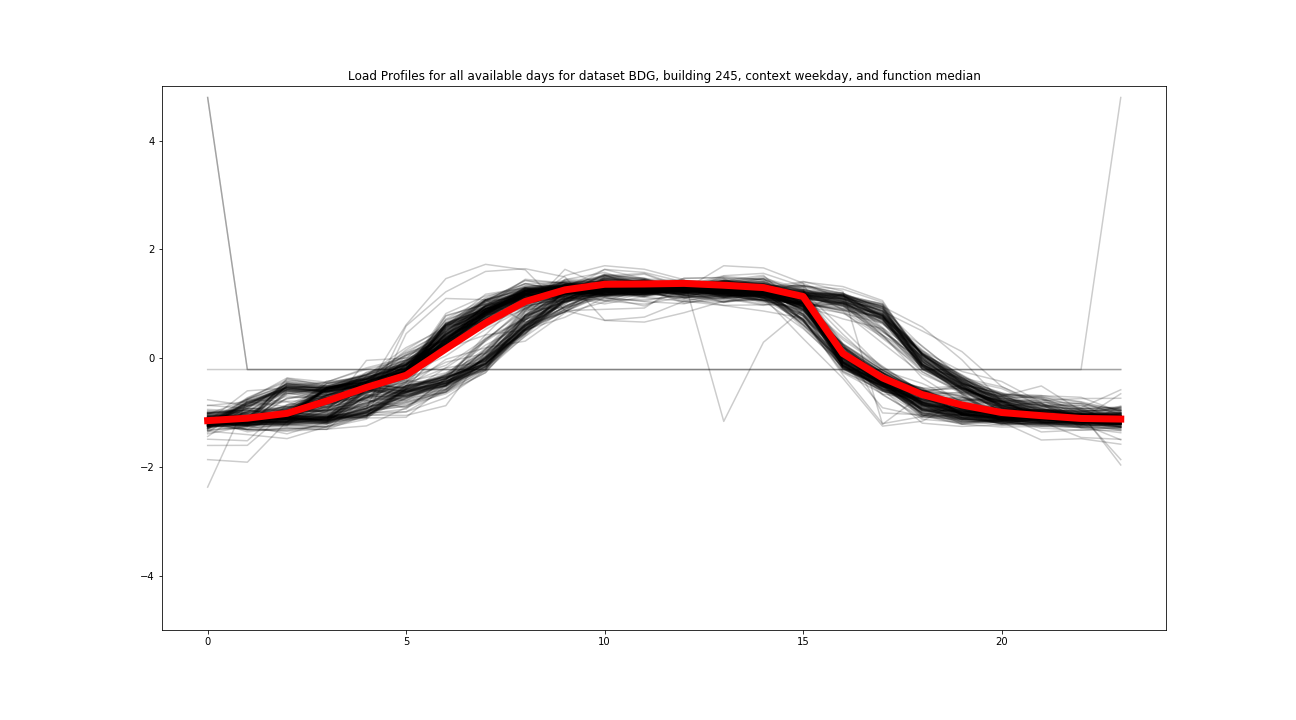 Load Profiles for all available days for dataset BDG, building 245, context weekday, and function median
4
2
0
−2
−4
0 5 10 15 20